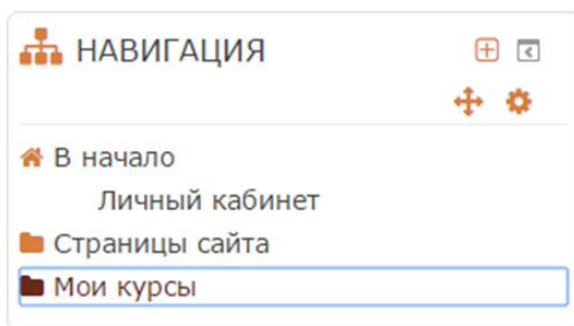 НАВИГАЦИЯ
В начало
Личный кабинет
Страницы сайта
Мои курсы